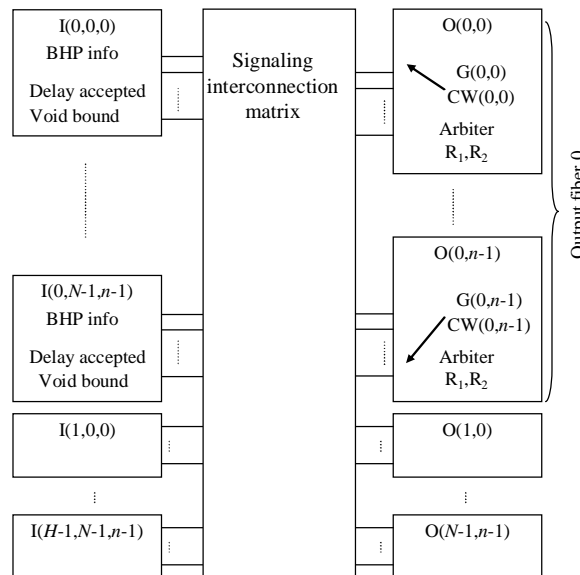 I(0,0,0)
BHP info
Delay accepted
Void bound
I(0,N-1,n-1)
BHP info
Delay accepted
Void bound
I(1,0,0)
I(H-1,N-1,n-1)
Signaling
interconnection
matrix
O(0,0)
G(0,0)
CW(0,0)
Arbiter
R₁,R₂
O(0,n-1)
G(0,n-1)
CW(0,n-1)
Arbiter
R₁,R₂
O(1,0)
O(N-1,n-1)
Output fiber 0